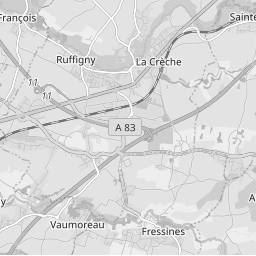 François
Sainte
Ruffigny
La Crèche
11
11
A 83
y
Vaumoreau
Fressines
A